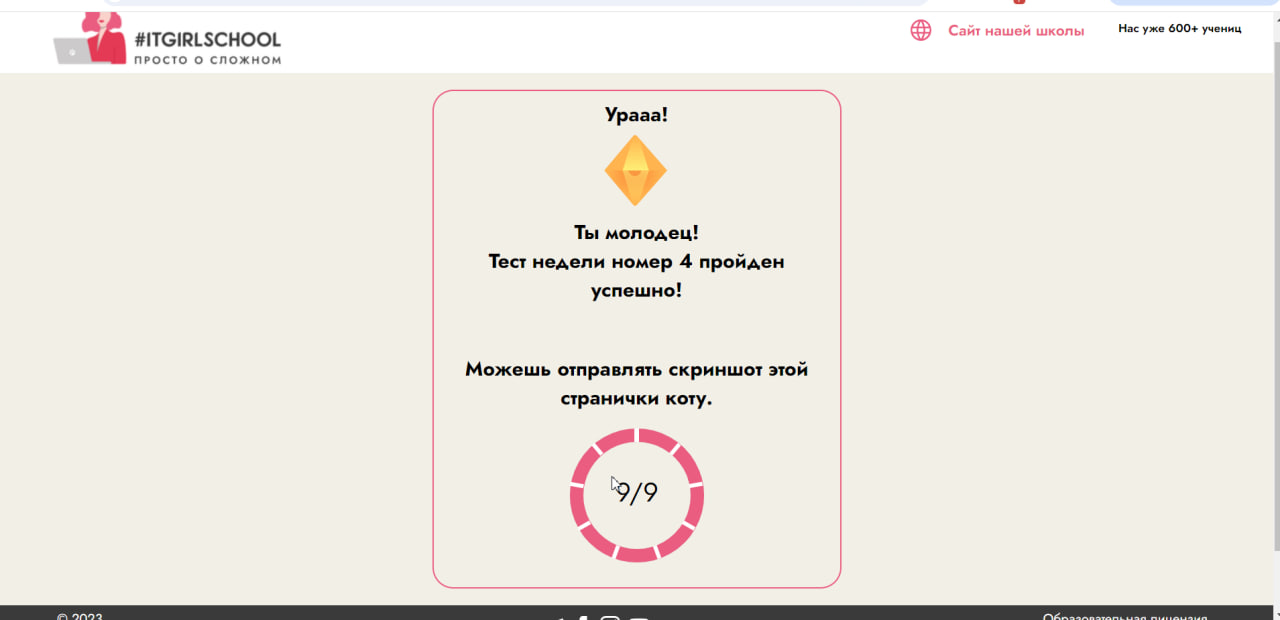 #ITGIRLSCHOOL
ПРОСТО О СЛОЖНОМ
Сайт нашей школы
Нас уже 600+ учениц
Урааа!
Ты молодец!
Тест недели номер 4 пройден
успешно!
Можешь отправлять скриншот этой
странички коту.
9/9
© 2023
Образовательная лицензия